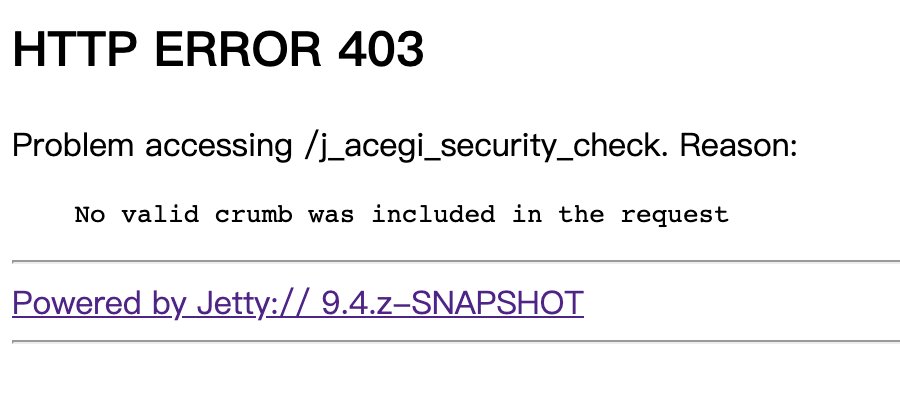 HTTP ERROR 403
Problem accessing /j_acegi_security_check. Reason:
No valid crumb was included in the request
Powered by Jetty:// 9.4.z-SNAPSHOT